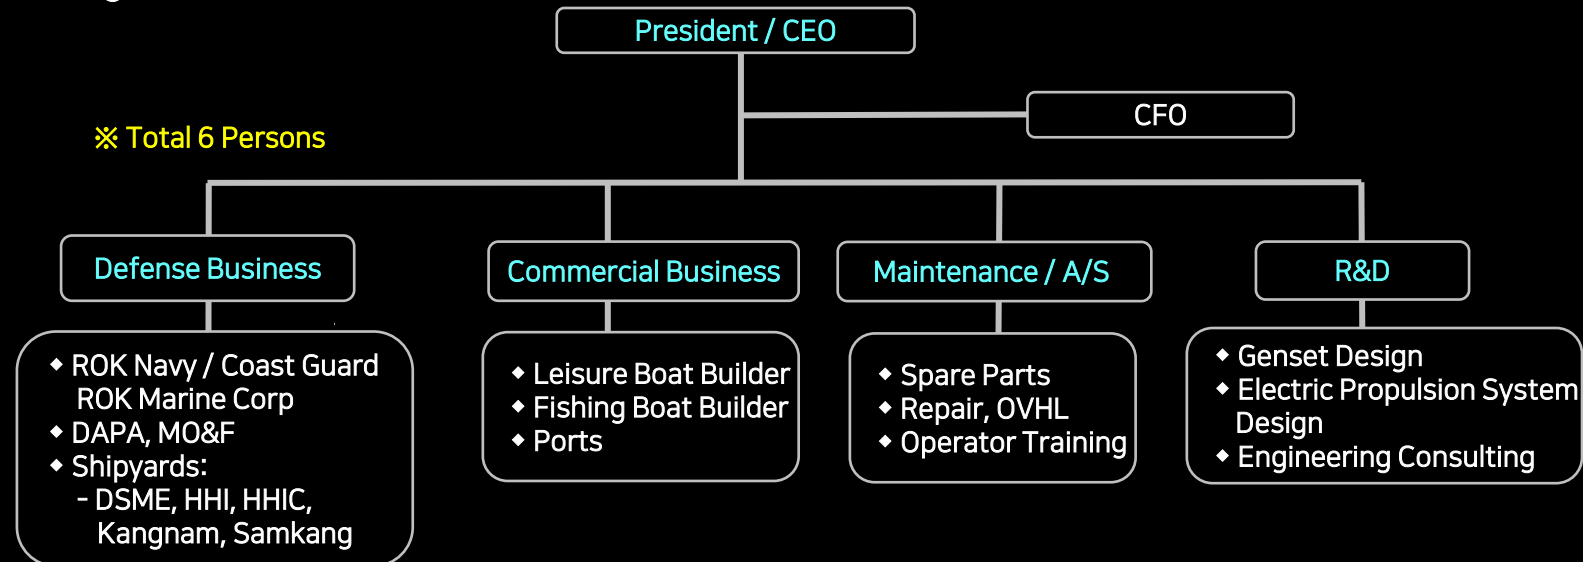 President / CEO
CFO
※ Total 6 Persons
Defense Business
Commercial Business
Maintenance / A/S
R&D
◆ ROK Navy / Coast Guard
ROK Marine Corp
◆ DAPA, MO&F
◆ Shipyards:
- DSME, HHI, HHIC,
Kangnam, Samkang
◆ Leisure Boat Builder
◆ Fishing Boat Builder
◆ Ports
◆ Spare Parts
◆ Repair, OVHL
◆ Operator Training
◆ Genset Design
◆ Electric Propulsion System
Design
◆ Engineering Consulting